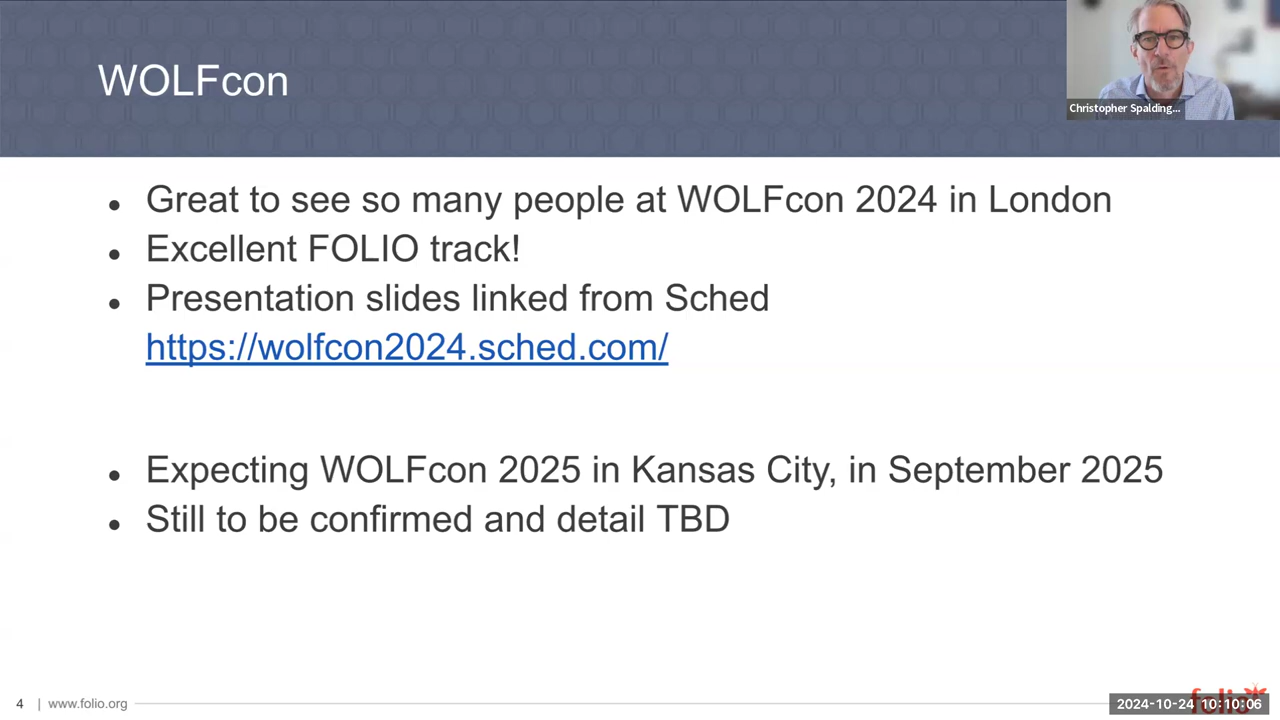 WOLFcon
Christopher Spalding...
• Great to see so many people at WOLFcon 2024 in London
• Excellent FOLIO track!
• Presentation slides linked from Sched
https://wolfcon2024.sched.com/
• Expecting WOLFcon 2025 in Kansas City, in September 2025
• Still to be confirmed and detail TBD
4 | www.folio.org
folio
2024-10-24 10:10:06